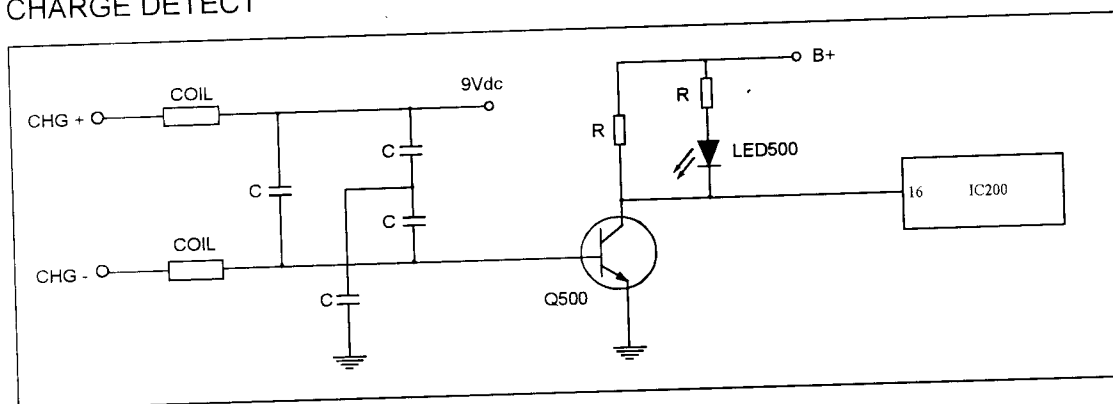 CHARGE DETECT
9Vdc
B+
COIL
CHG +
R
R
C
LED500
C
16 IC200
C
COIL
CHG -
C
Q500